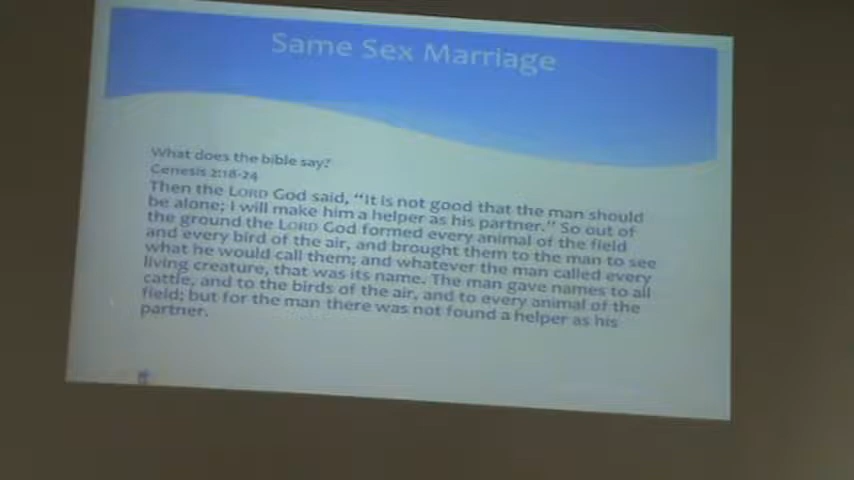 Same Sex Marriage
What does the bible say?
Genesis 2:18-24
Then the LORD God said, “It is not good that the man should
be alone; I will make him a helper as his partner.” So out of
the ground the LORD God formed every animal of the field
and every bird of the air, and brought them to the man to see
what he would call them; and whatever the man called every
living creature, that was its name. The man gave names to all
cattle, and to the birds of the air, and to every animal of the
field; but for the man there was not found a helper as his
partner.